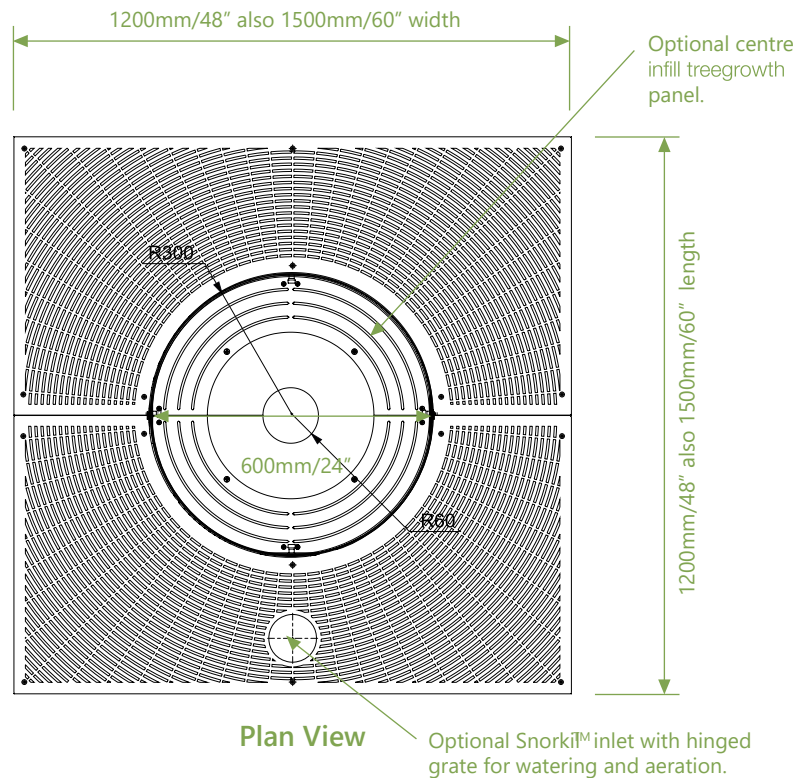 1200mm/48” also 1500mm/60” width
Optional centre
infill treegrowth
panel.
R300
1200mm/48” also 1500mm/60” length
600mm/24”
R60
Plan View
Optional Snorkil™ inlet with hinged
grate for watering and aeration.